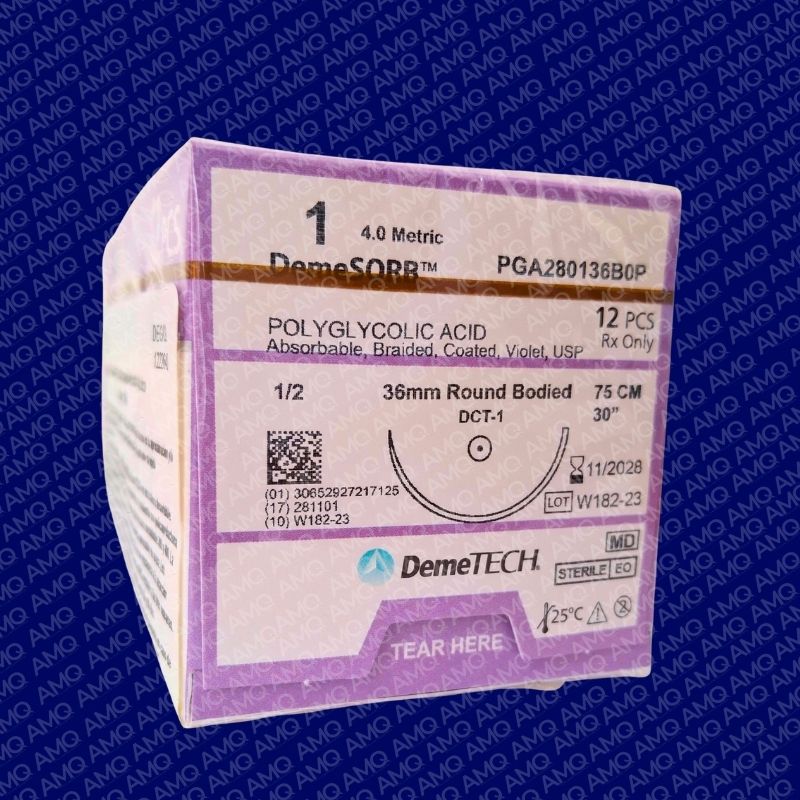 1
4.0 Metric
DemeSORB™
PGA280136B0P
POLYGLYCOLIC ACID
Absorbable, Braided, Coated, Violet, USP
12 PCS
Rx Only
1/2
36mm Round Bodied
75 CM
DCT-1
30"
11/2028
(01) 30652927217125
(17) 281101
(10) W182-23
LOT W182-23
DemeTECH®
MD
STERILE EO
25°C
TEAR HERE
AMQ